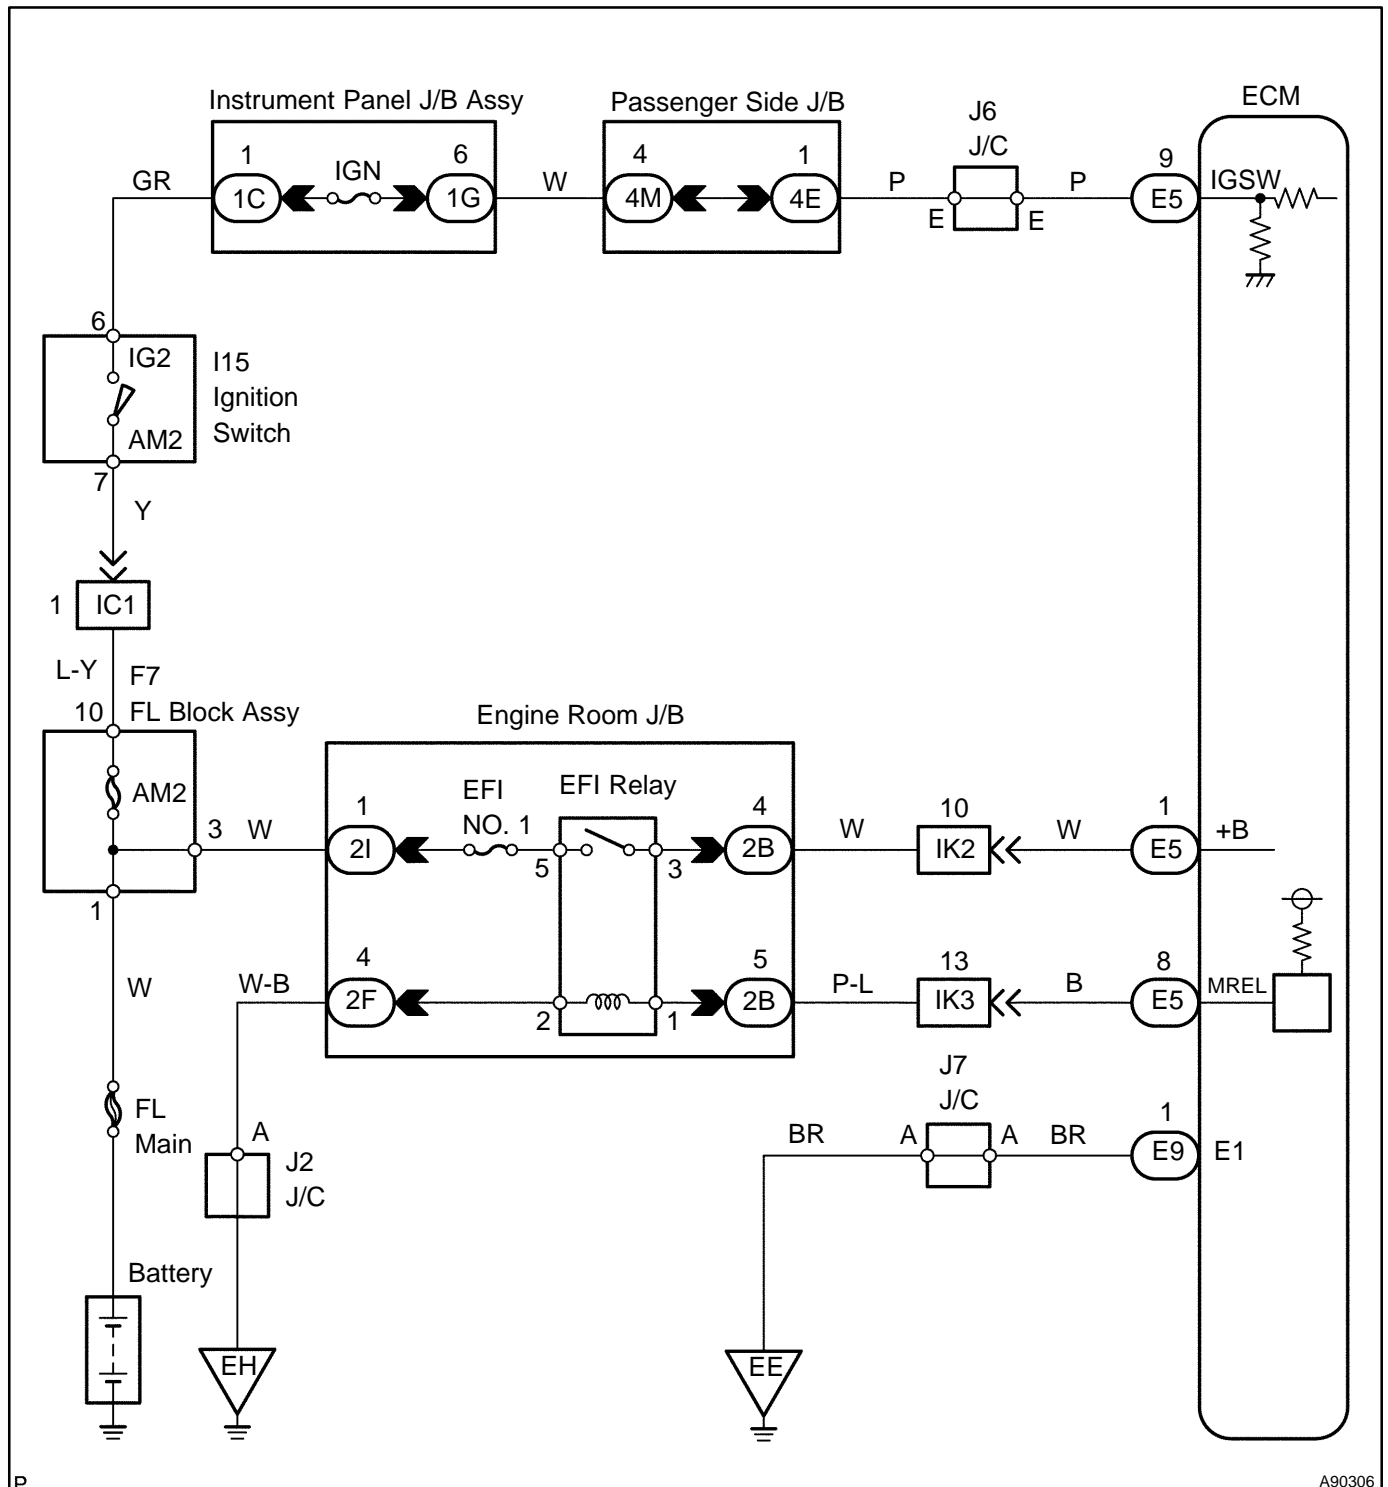 Instrument Panel J/B Assy
Passenger Side J/B
J6
J/C
ECM
GR
1
1C
IGN
6
1G
W
4
4M
1
4E
P
E
E
P
9
E5
IGSW
6
IG2
AM2
7
I15
Ignition
Switch
Y
1
IC1
L-Y
F7
FL Block Assy
10
AM2
3
1
W
Engine Room J/B
1
2I
EFI
NO. 1
EFI Relay
5
3
4
2B
W
10
IK2
W
1
E5
+B
W-B
4
2F
2
1
5
2B
P-L
13
IK3
B
8
E5
MREL
W
FL
Main
A
J2
J/C
EH
Battery
J7
J/C
BR
A
A
BR
1
E9
E1
EE
P
A90306